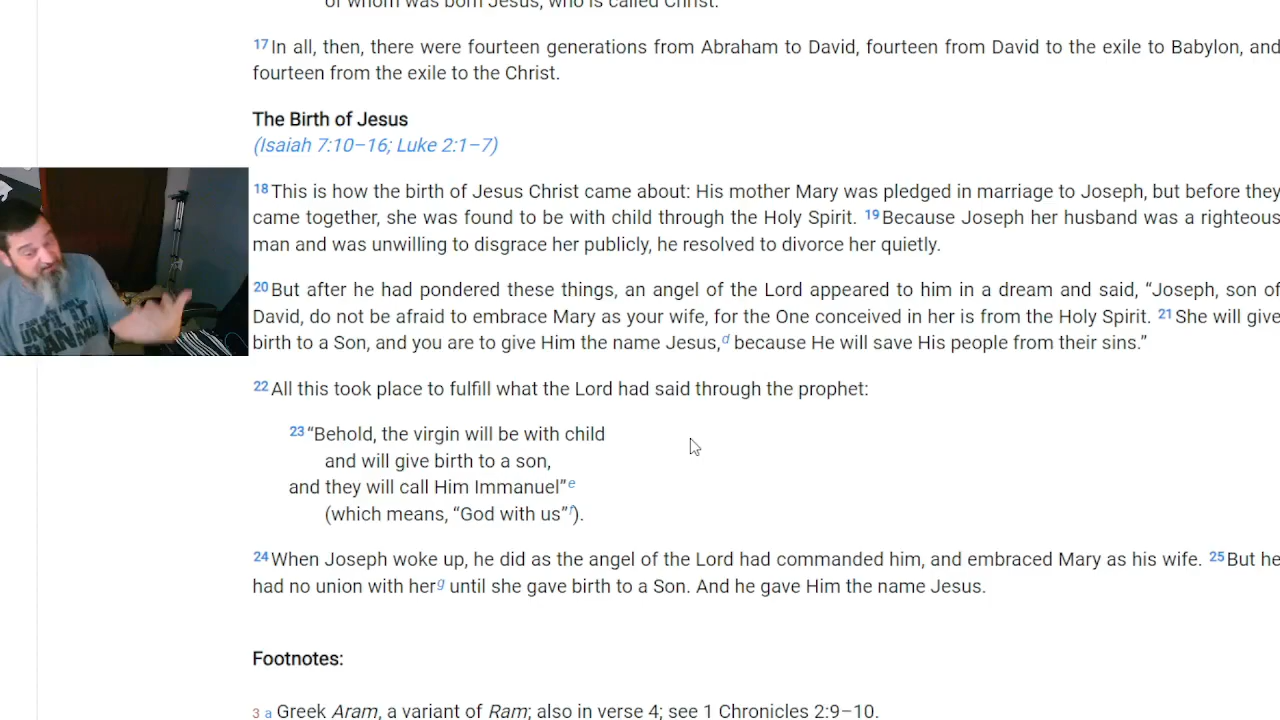 of whom was born Jesus, who is called Christ.
17 In all, then, there were fourteen generations from Abraham to David, fourteen from David to the exile to Babylon, and
fourteen from the exile to the Christ.
The Birth of Jesus
(Isaiah 7:10–16; Luke 2:1–7)
18 This is how the birth of Jesus Christ came about: His mother Mary was pledged in marriage to Joseph, but before they
came together, she was found to be with child through the Holy Spirit. 19 Because Joseph her husband was a righteous
man and was unwilling to disgrace her publicly, he resolved to divorce her quietly.
20 But after he had pondered these things, an angel of the Lord appeared to him in a dream and said, “Joseph, son of
David, do not be afraid to embrace Mary as your wife, for the One conceived in her is from the Holy Spirit. 21 She will give
birth to a Son, and you are to give Him the name Jesus,d because He will save His people from their sins.”
22 All this took place to fulfill what the Lord had said through the prophet:
23 “Behold, the virgin will be with child
and will give birth to a son,
and they will call Him Immanuel”e
(which means, “God with us”f).
24 When Joseph woke up, he did as the angel of the Lord had commanded him, and embraced Mary as his wife. 25 But he
had no union with herg until she gave birth to a Son. And he gave Him the name Jesus.
Footnotes:
3 a Greek Aram, a variant of Ram; also in verse 4; see 1 Chronicles 2:9–10.
UNTIL IT